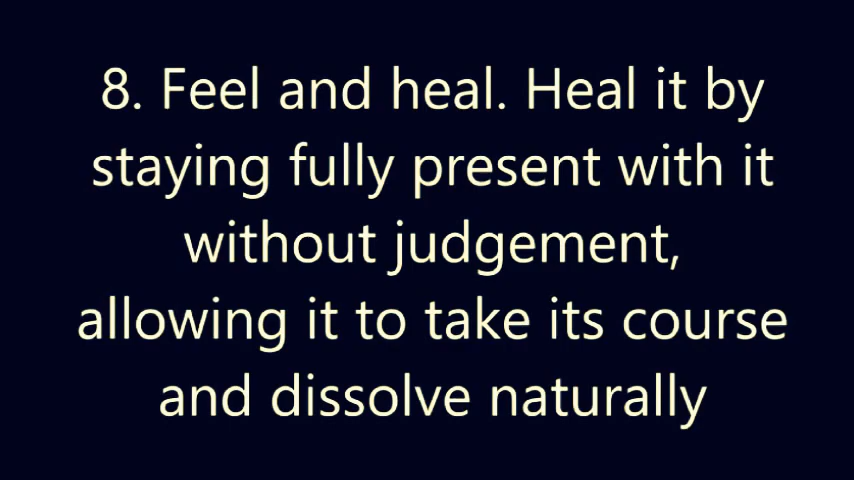 8. Feel and heal. Heal it by
staying fully present with it
without judgement,
allowing it to take its course
and dissolve naturally